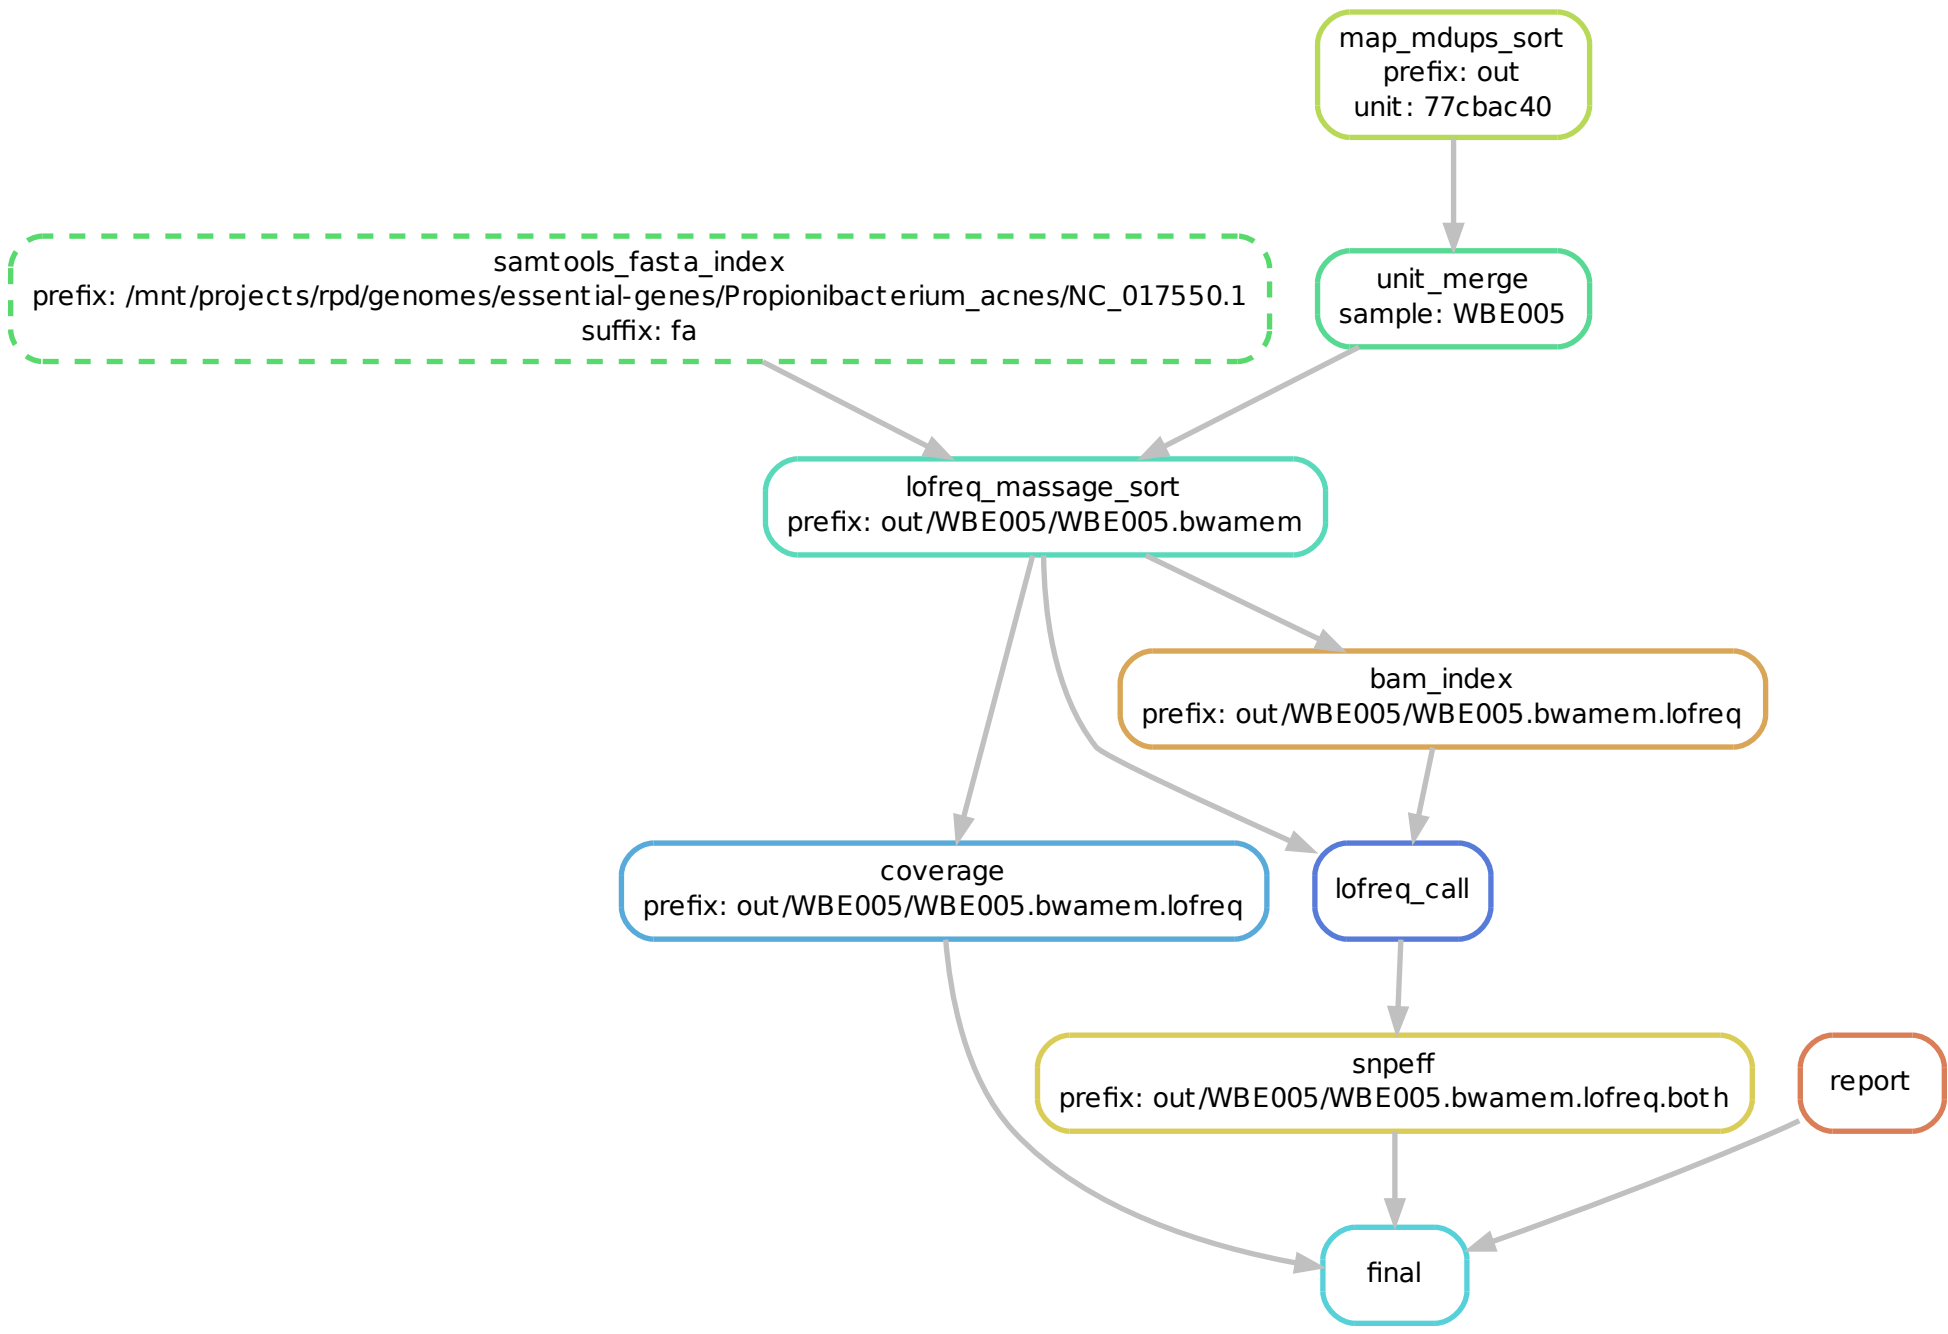 map_mdups_sort
prefix: out
unit: 77cbac40
samtools_fasta_index
prefix: /mnt/projects/rpd/genomes/essential-genes/Propionibacterium_acnes/NC_017550.1
suffix: fa
unit_merge
sample: WBE005
lofreq_massage_sort
prefix: out/WBE005/WBE005.bwamem
bam_index
prefix: out/WBE005/WBE005.bwamem.lofreq
coverage
prefix: out/WBE005/WBE005.bwamem.lofreq
lofreq_call
snpeff
prefix: out/WBE005/WBE005.bwamem.lofreq.both
report
final